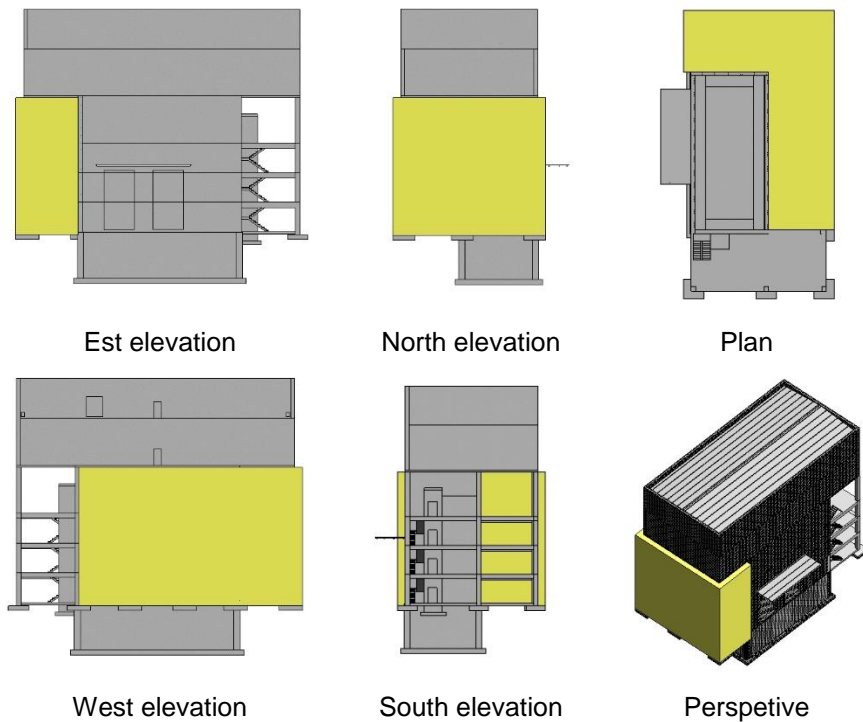 Est elevation
North elevation
Plan
West elevation
South elevation
Perspetive